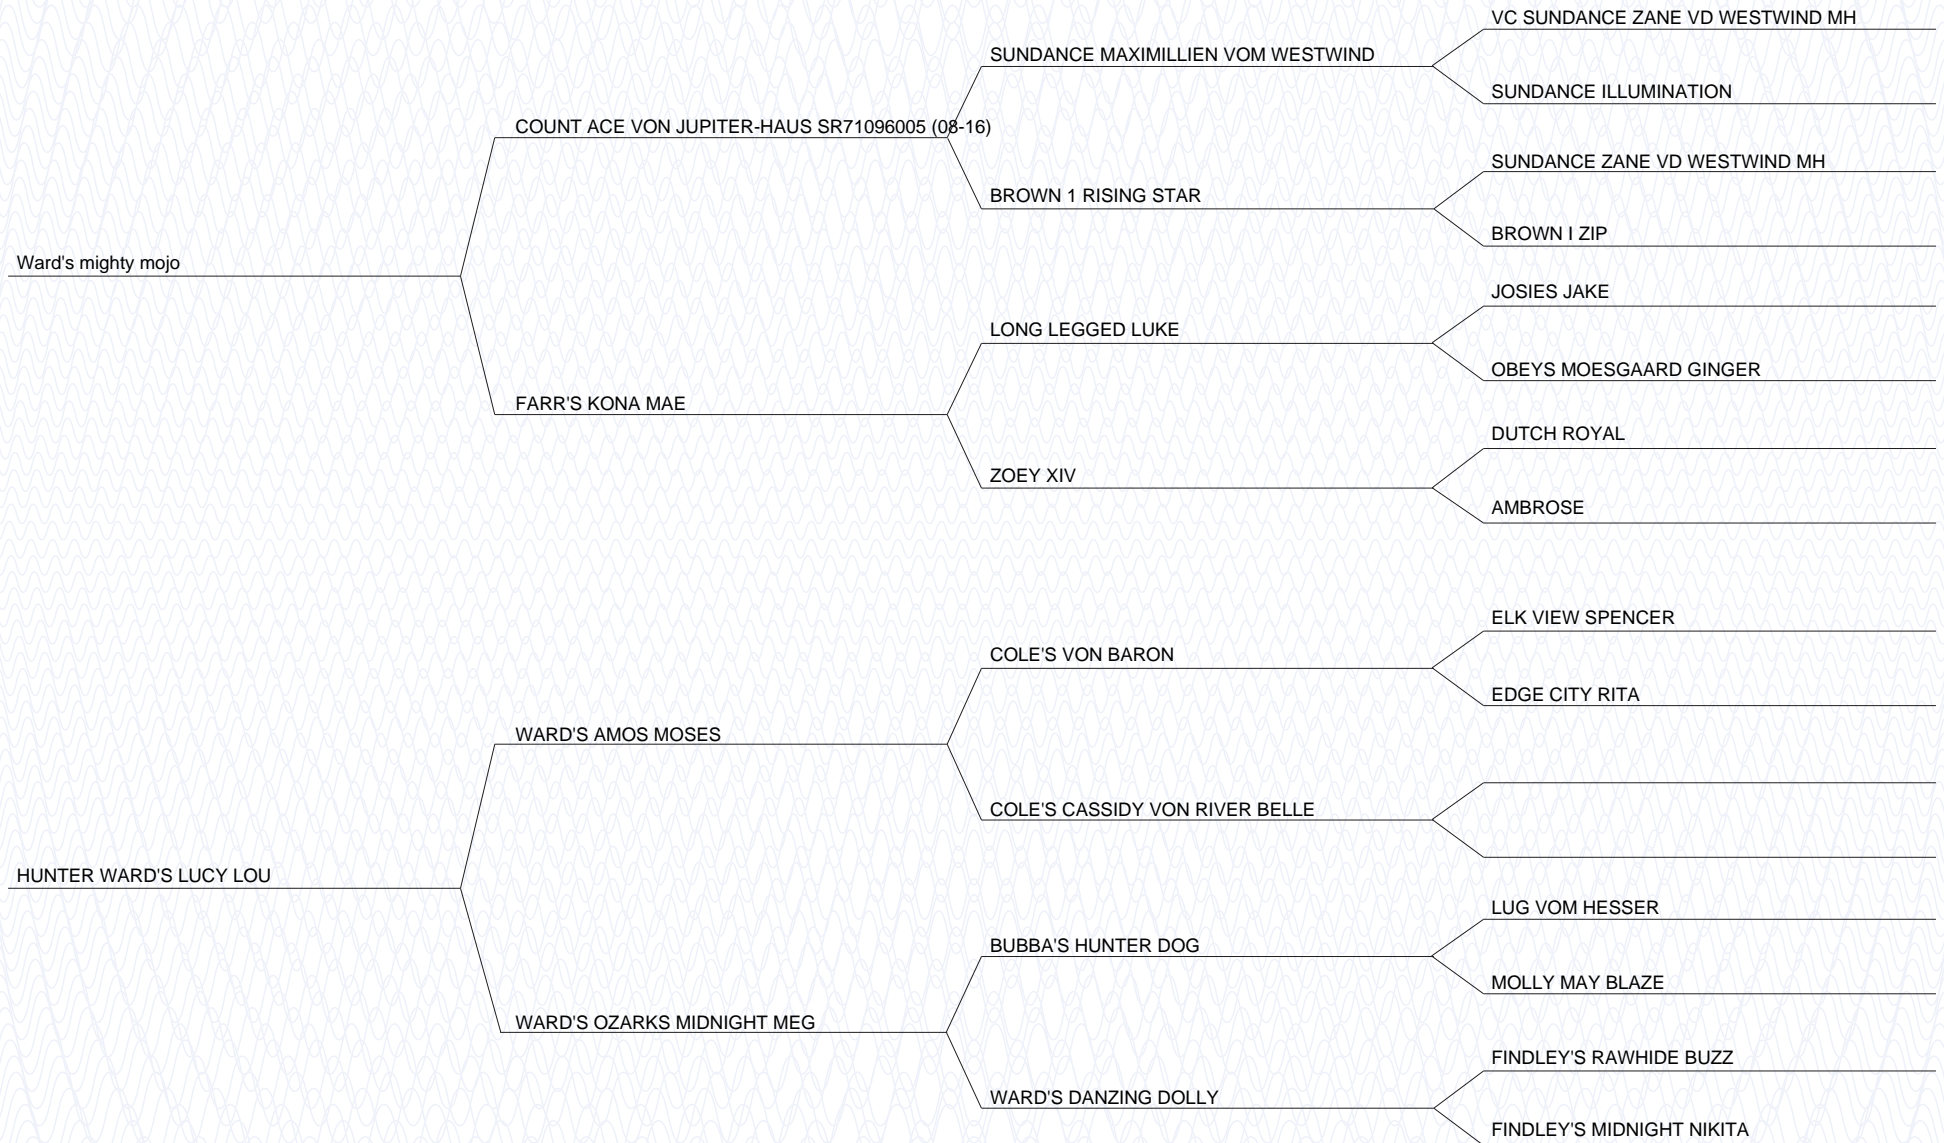 VC SUNDANCE ZANE VD WESTWIND MH
SUNDANCE MAXIMILLIEN VOM WESTWIND
SUNDANCE ILLUMINATION
COUNT ACE VON JUPITER-HAUS SR71096005 (08-16)
SUNDANCE ZANE VD WESTWIND MH
BROWN 1 RISING STAR
BROWN I ZIP
Ward's mighty mojo
JOSIES JAKE
LONG LEGGED LUKE
OBEYS MOESGAARD GINGER
FARR'S KONA MAE
DUTCH ROYAL
ZOEY XIV
AMBROSE
ELK VIEW SPENCER
COLE'S VON BARON
EDGE CITY RITA
WARD'S AMOS MOSES
COLE'S CASSIDY VON RIVER BELLE
HUNTER WARD'S LUCY LOU
LUG VOM HESSER
BUBBA'S HUNTER DOG
MOLLY MAY BLAZE
WARD'S OZARKS MIDNIGHT MEG
FINDLEY'S RAWHIDE BUZZ
WARD'S DANZING DOLLY
FINDLEY'S MIDNIGHT NIKITA